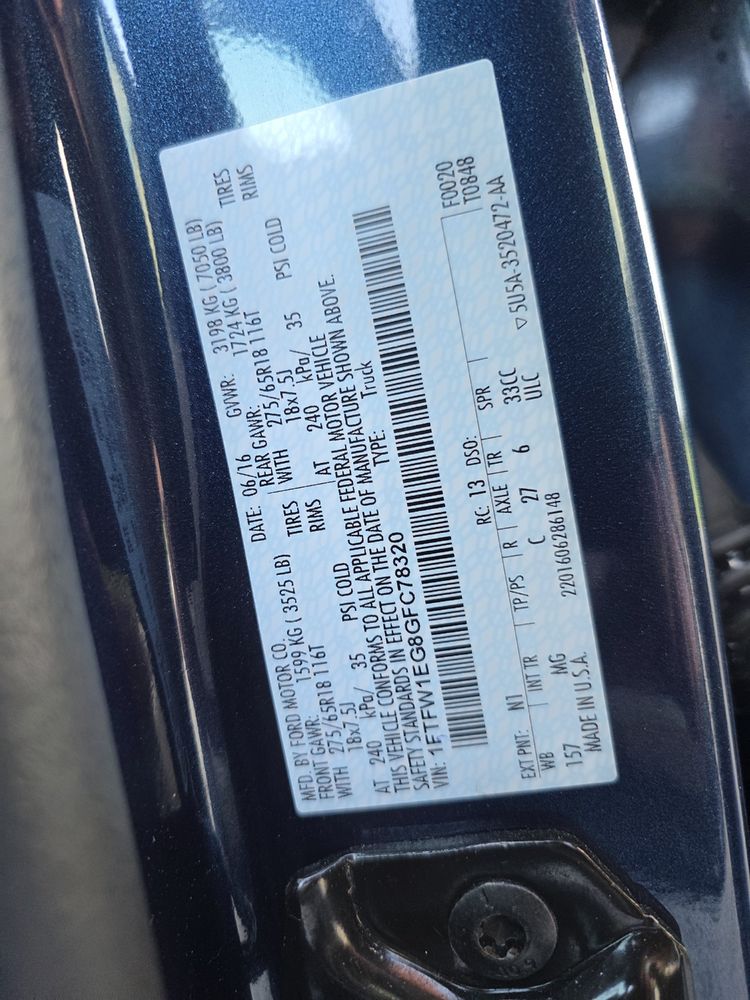 MFD. BY FORD MOTOR CO.
DATE: 06/16 GVWR: 3198 KG ( 7050 LB)
FRONT GAWR: 1599 KG ( 3525 LB) REAR GAWR: 1724 KG ( 3800 LB)
WITH 275/65R18 116T TIRES WITH 275/65R18 116T TIRES
18x7.5J RIMS 18x7.5J RIMS
AT 240 kPa/ 35 PSI COLD AT 240 kPa/ 35 PSI COLD
THIS VEHICLE CONFORMS TO ALL APPLICABLE FEDERAL MOTOR VEHICLE
SAFETY STANDARDS IN EFFECT ON THE DATE OF MANUFACTURE SHOWN ABOVE.
VIN: 1FTFW1EG8GFC78320 TYPE: Truck
F0020
T0848
EXT PNT: N1 RC: 13 DSO:
WB INT TR TP/PS R AXLE TR SPR
157 MG C 27 6 33CC
MADE IN U.S.A. 2201606286148 ULC
▽5U5A-3520472-AA
10.9